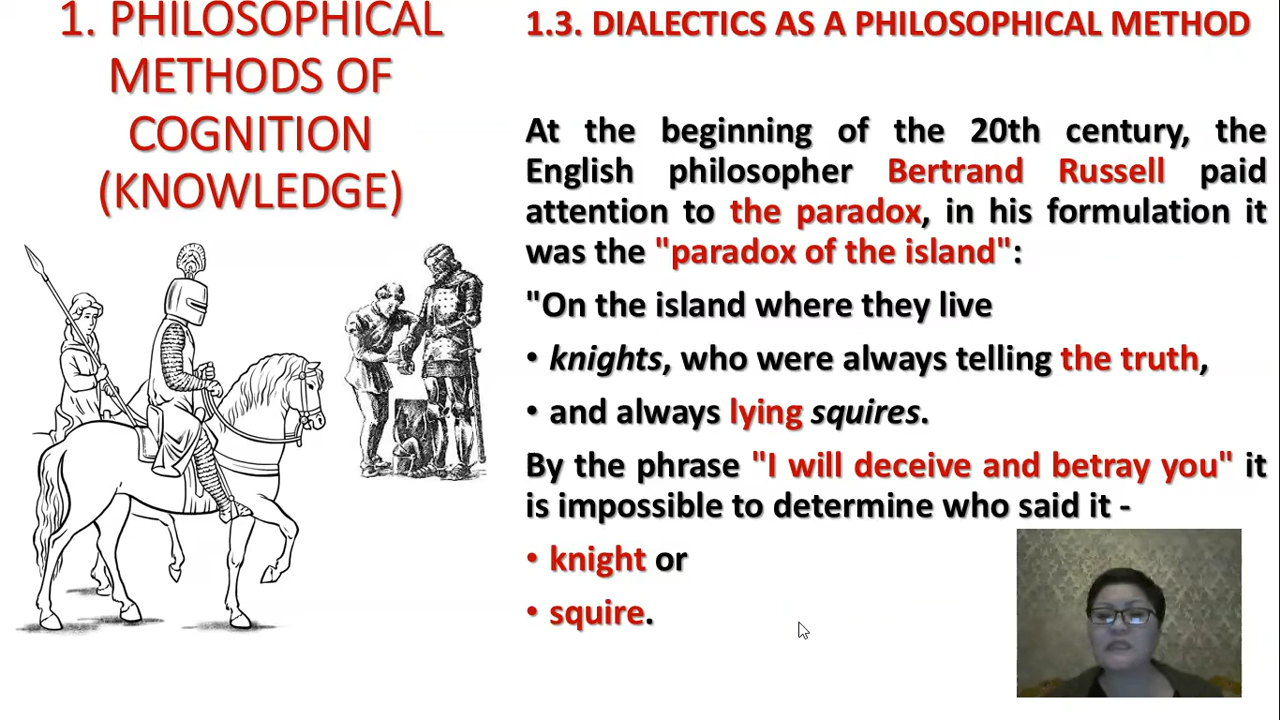 1. PHILOSOPHICAL
METHODS OF
COGNITION
(KNOWLEDGE)
1.3. DIALECTICS AS A PHILOSOPHICAL METHOD
At the beginning of the 20th century, the
English philosopher Bertrand Russell paid
attention to the paradox, in his formulation it
was the "paradox of the island":
"On the island where they live
• knights, who were always telling the truth,
• and always lying squires.
By the phrase "I will deceive and betray you" it
is impossible to determine who said it -
• knight or
• squire.